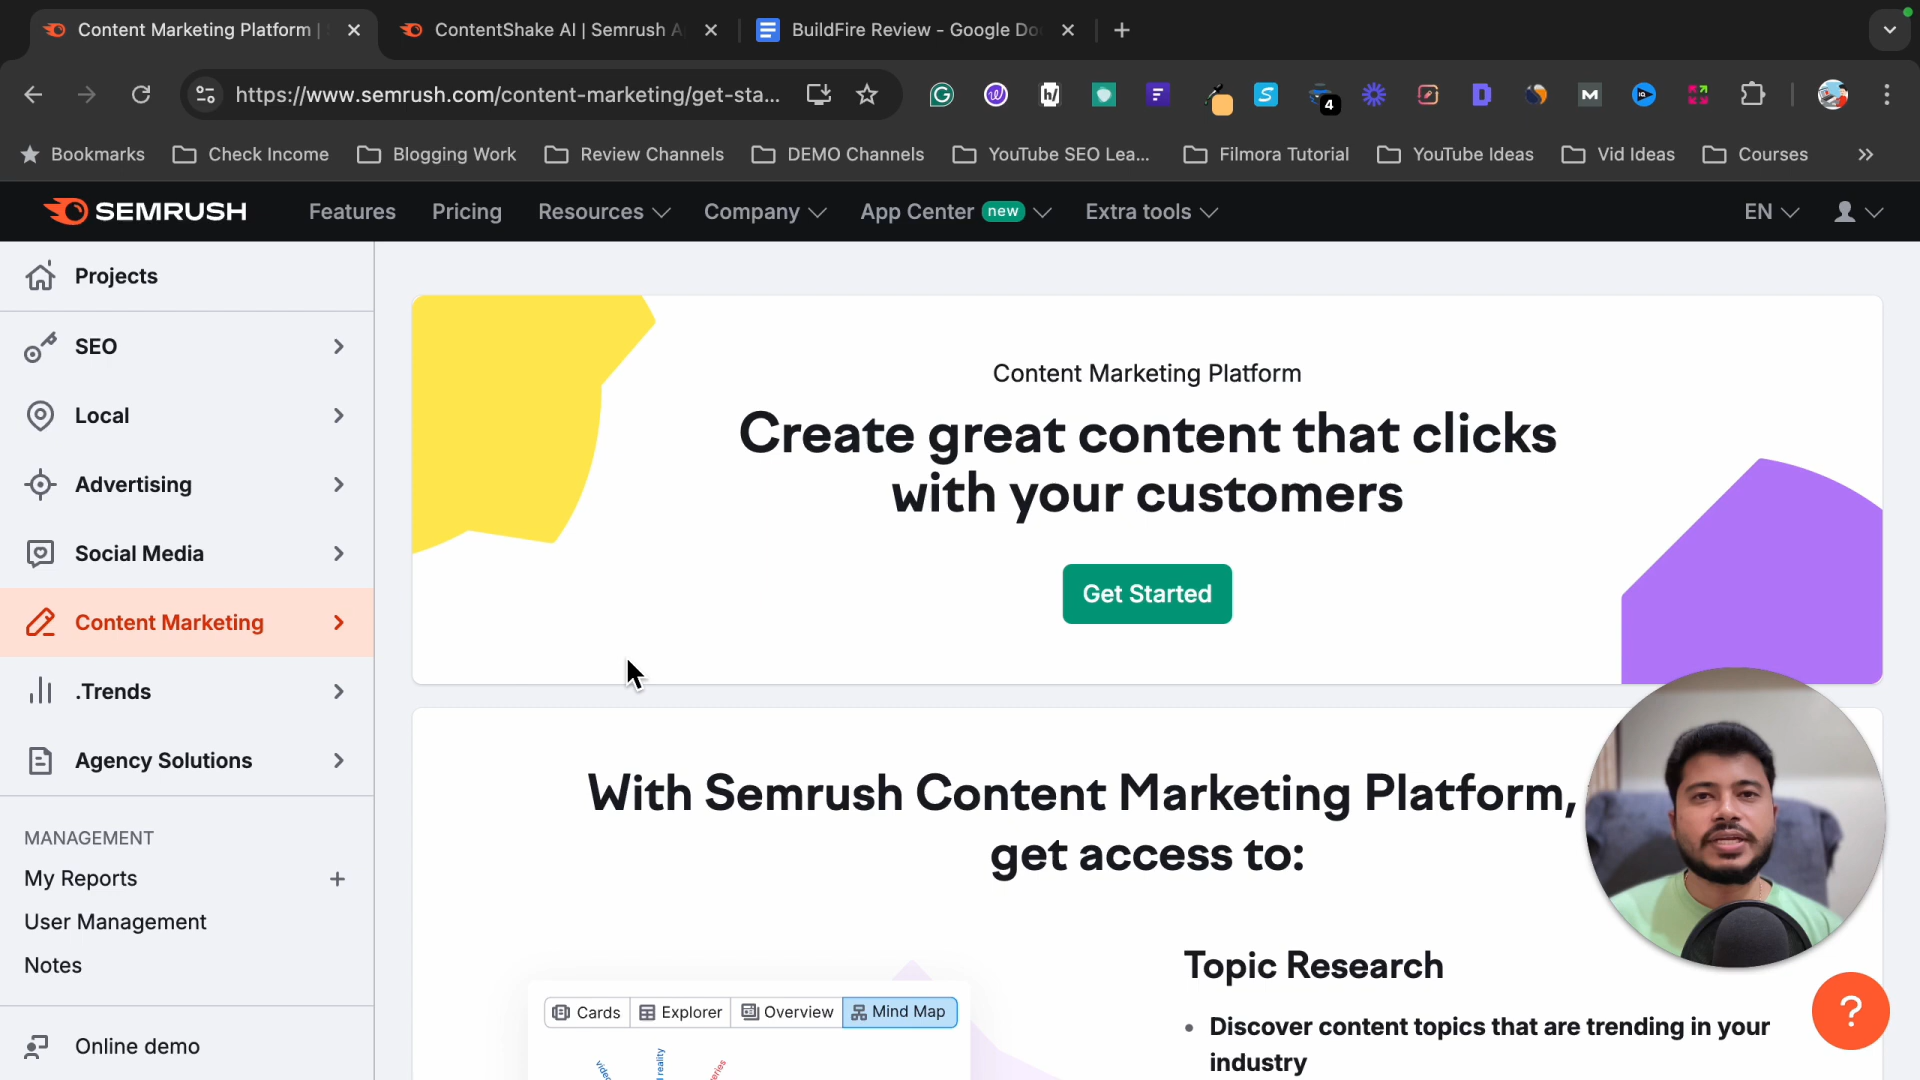 Content Marketing Platform |
ContentShake AI | Semrush A
BuildFire Review - Google Do
https://www.semrush.com/content-marketing/get-sta...
4
Bookmarks
Check Income
Blogging Work
Review Channels
DEMO Channels
YouTube SEO Lea...
Filmora Tutorial
YouTube Ideas
Vid Ideas
Courses
SEMRUSH
Features
Pricing
Resources
Company
App Center new
Extra tools
EN
Projects
SEO
Local
Advertising
Social Media
Content Marketing
.Trends
Agency Solutions
MANAGEMENT
My Reports
User Management
Notes
Online demo
Content Marketing Platform
Create great content that clicks
with your customers
Get Started
With Semrush Content Marketing Platform,
get access to:
Cards
Explorer
Overview
Mind Map
Topic Research
• Discover content topics that are trending in your
industry
?